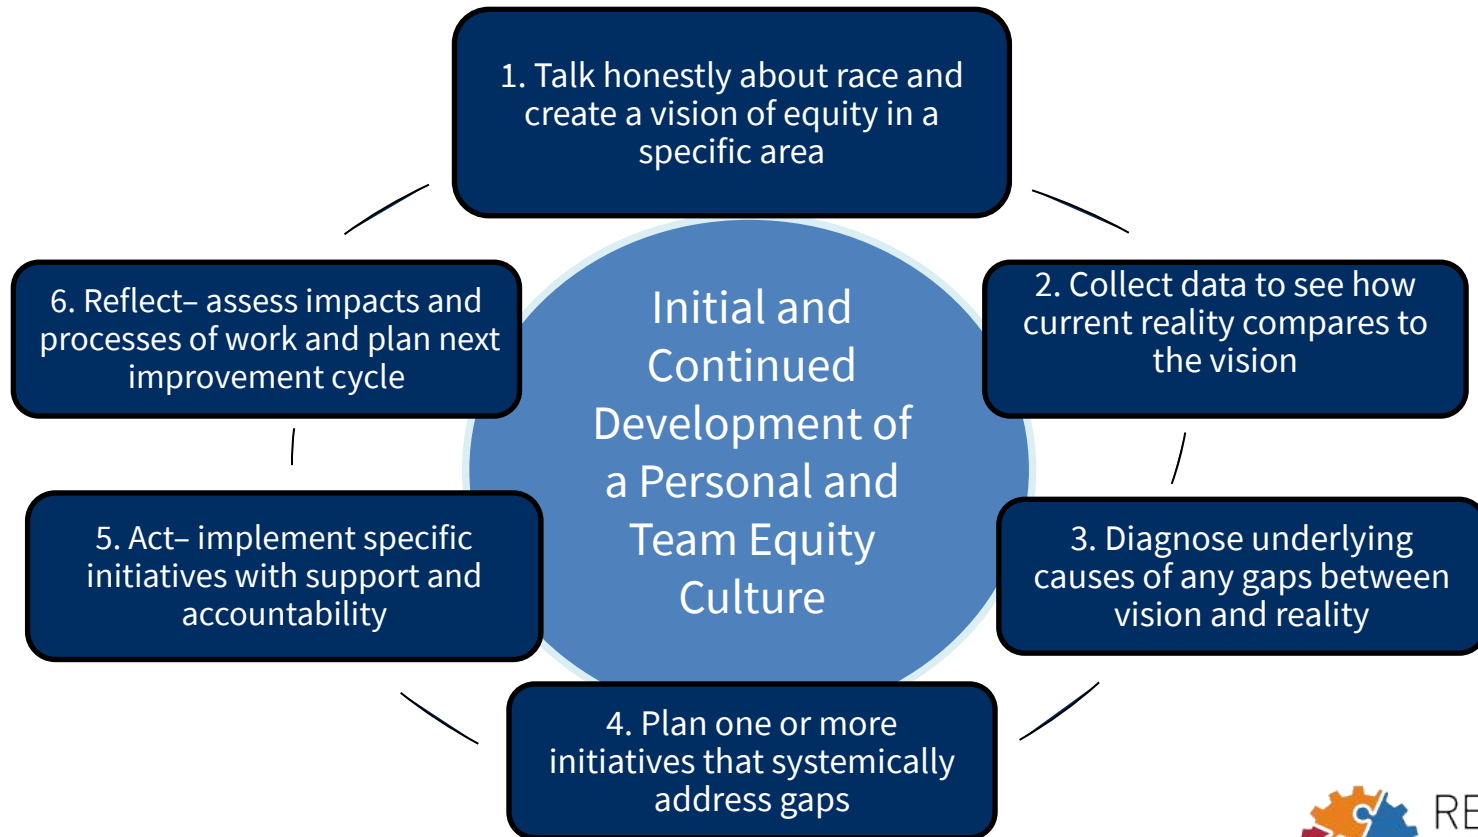 1. Talk honestly about race and
create a vision of equity in a
specific area
2. Collect data to see how
current reality compares to
the vision
3. Diagnose underlying
causes of any gaps between
vision and reality
4. Plan one or more
initiatives that systemically
address gaps
5. Act– implement specific
initiatives with support and
accountability
6. Reflect– assess impacts and
processes of work and plan next
improvement cycle
Initial and
Continued
Development of
a Personal and
Team Equity
Culture